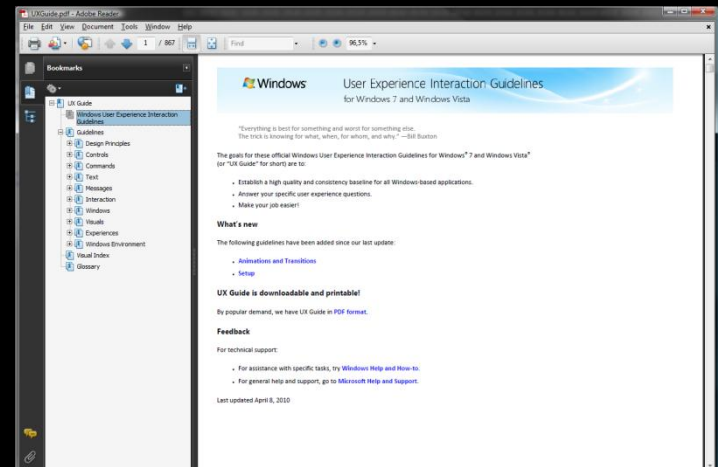 UXGuide.pdf - Adobe Reader
File Edit View Document Tools Window Help
1 / 867 Find 96,5%
Bookmarks
UX Guide
Windows User Experience Interaction
Guidelines
Guidelines
Design Principles
Controls
Commands
Text
Messages
Interaction
Windows
Visuals
Experiences
Windows Environment
Visual Index
Glossary
Windows User Experience Interaction Guidelines
for Windows 7 and Windows Vista
"Everything is best for something and worst for something else.
The trick is knowing for what, when, for whom, and why." —Bill Buxton
The goals for these official Windows User Experience Interaction Guidelines for Windows® 7 and Windows Vista®
(or "UX Guide" for short) are to:
• Establish a high quality and consistency baseline for all Windows-based applications.
• Answer your specific user experience questions.
• Make your job easier!
What's new
The following guidelines have been added since our last update:
• Animations and Transitions
• Setup
UX Guide is downloadable and printable!
By popular demand, we have UX Guide in PDF format.
Feedback
For technical support:
• For assistance with specific tasks, try Windows Help and How-to.
• For general help and support, go to Microsoft Help and Support.
Last updated April 8, 2010